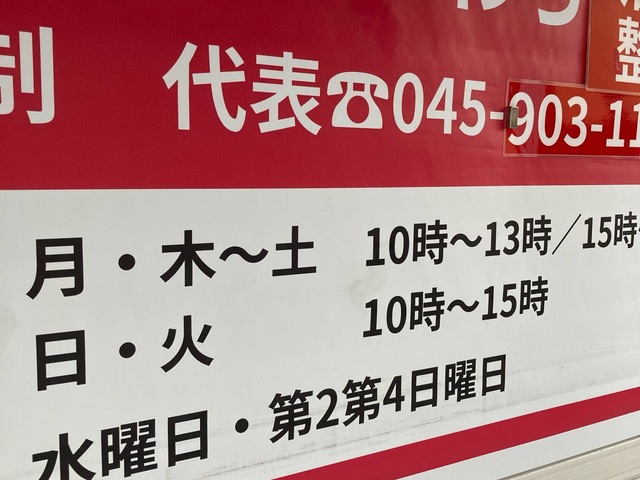 整
制 代表☎045-903-11
月・木～土 10時～13時／15時～
日・火 10時～15時
水曜日・第2第4日曜日